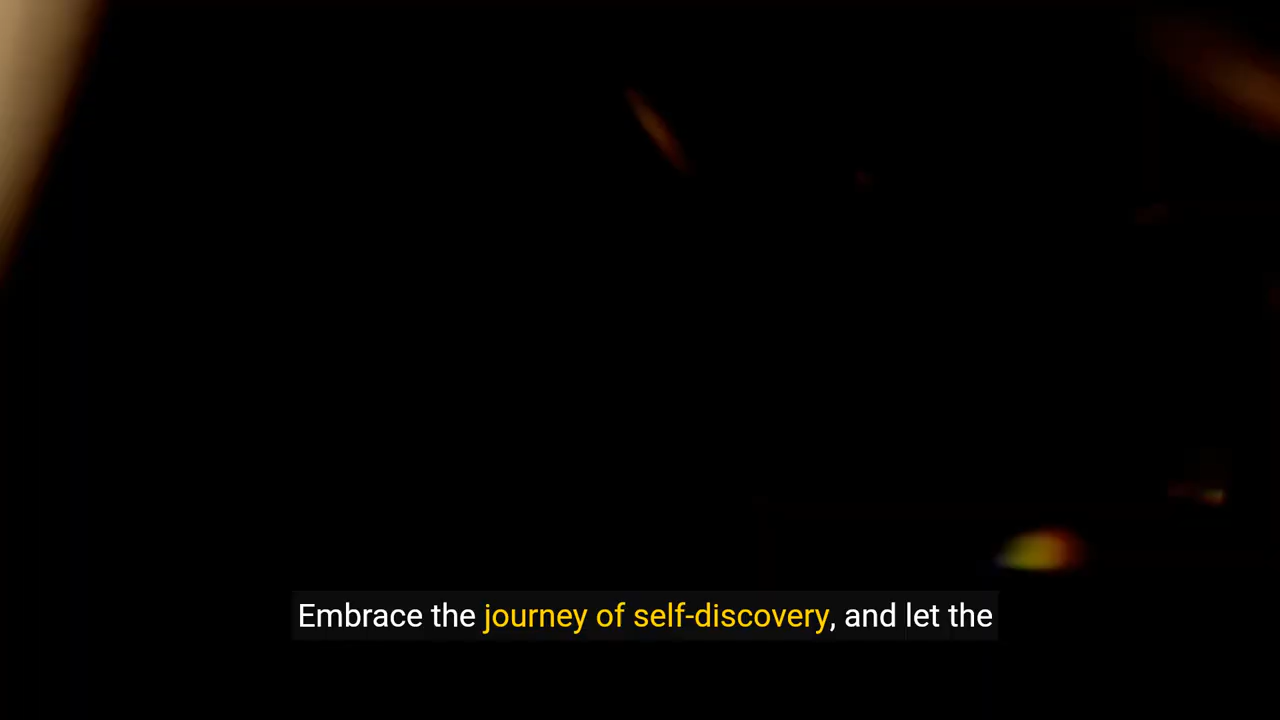 Embrace the journey of self-discovery, and let the